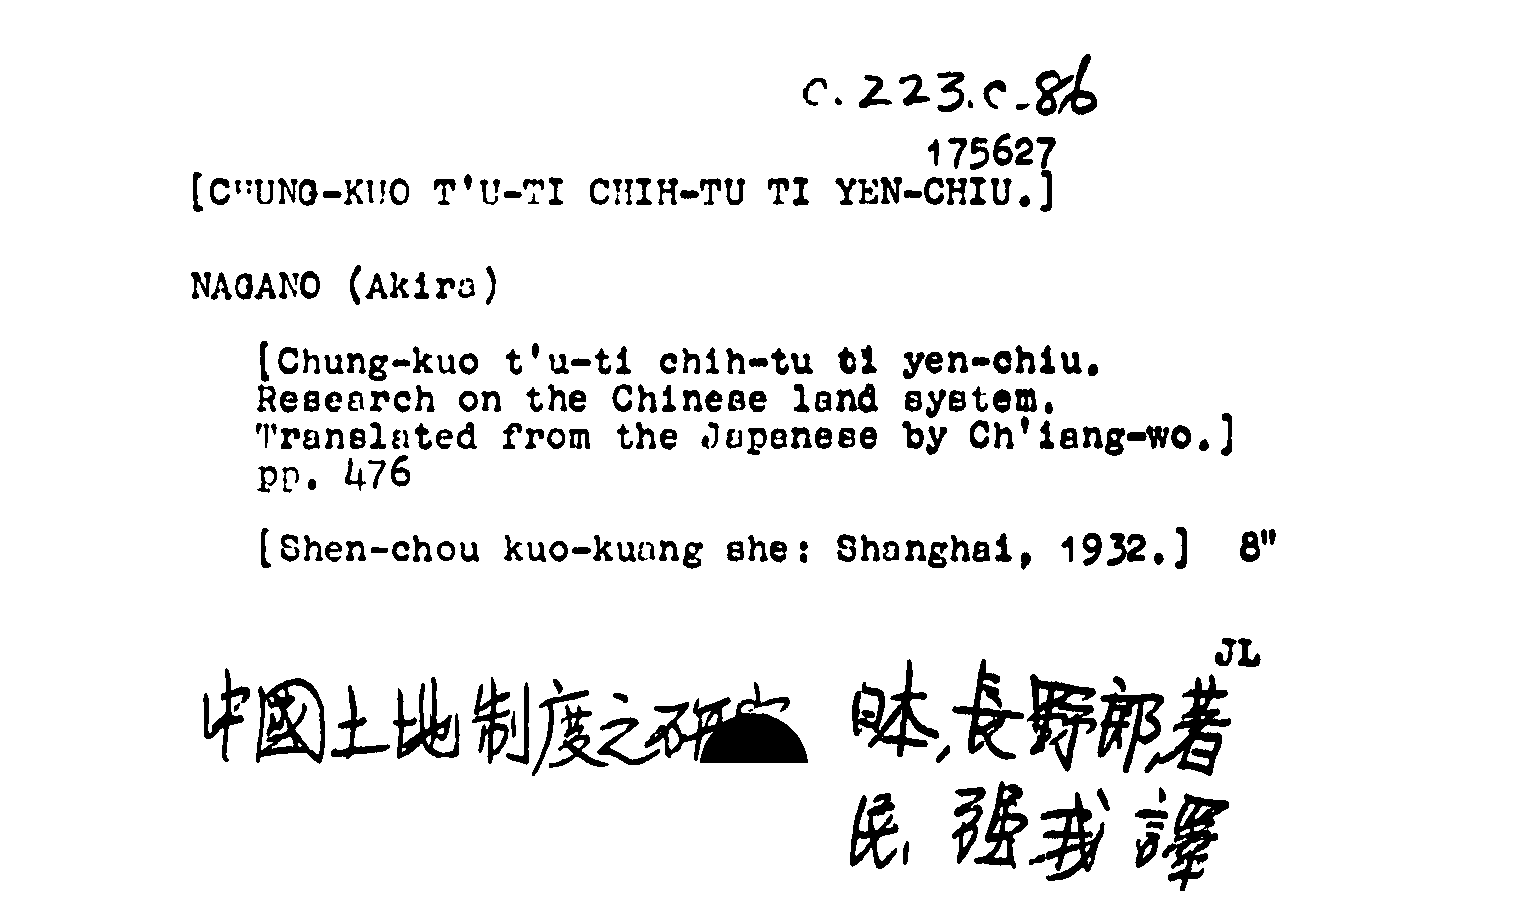 c.223.c.86
175627
[CHUNG-KUO T'U-TI CHIH-TU TI YEN-CHIU.]
NAGANO (Akira)
[Chung-kuo t'u-ti chih-tu ti yen-chiu.
Research on the Chinese land system.
Translated from the Japanese by Ch'iang-wo.]
pp. 476
[Shen-chou kuo-kuang she: Shanghai, 1932.] 8"
JL
中國土地制度之研究 日本,長野郎,著
民, 强我譯